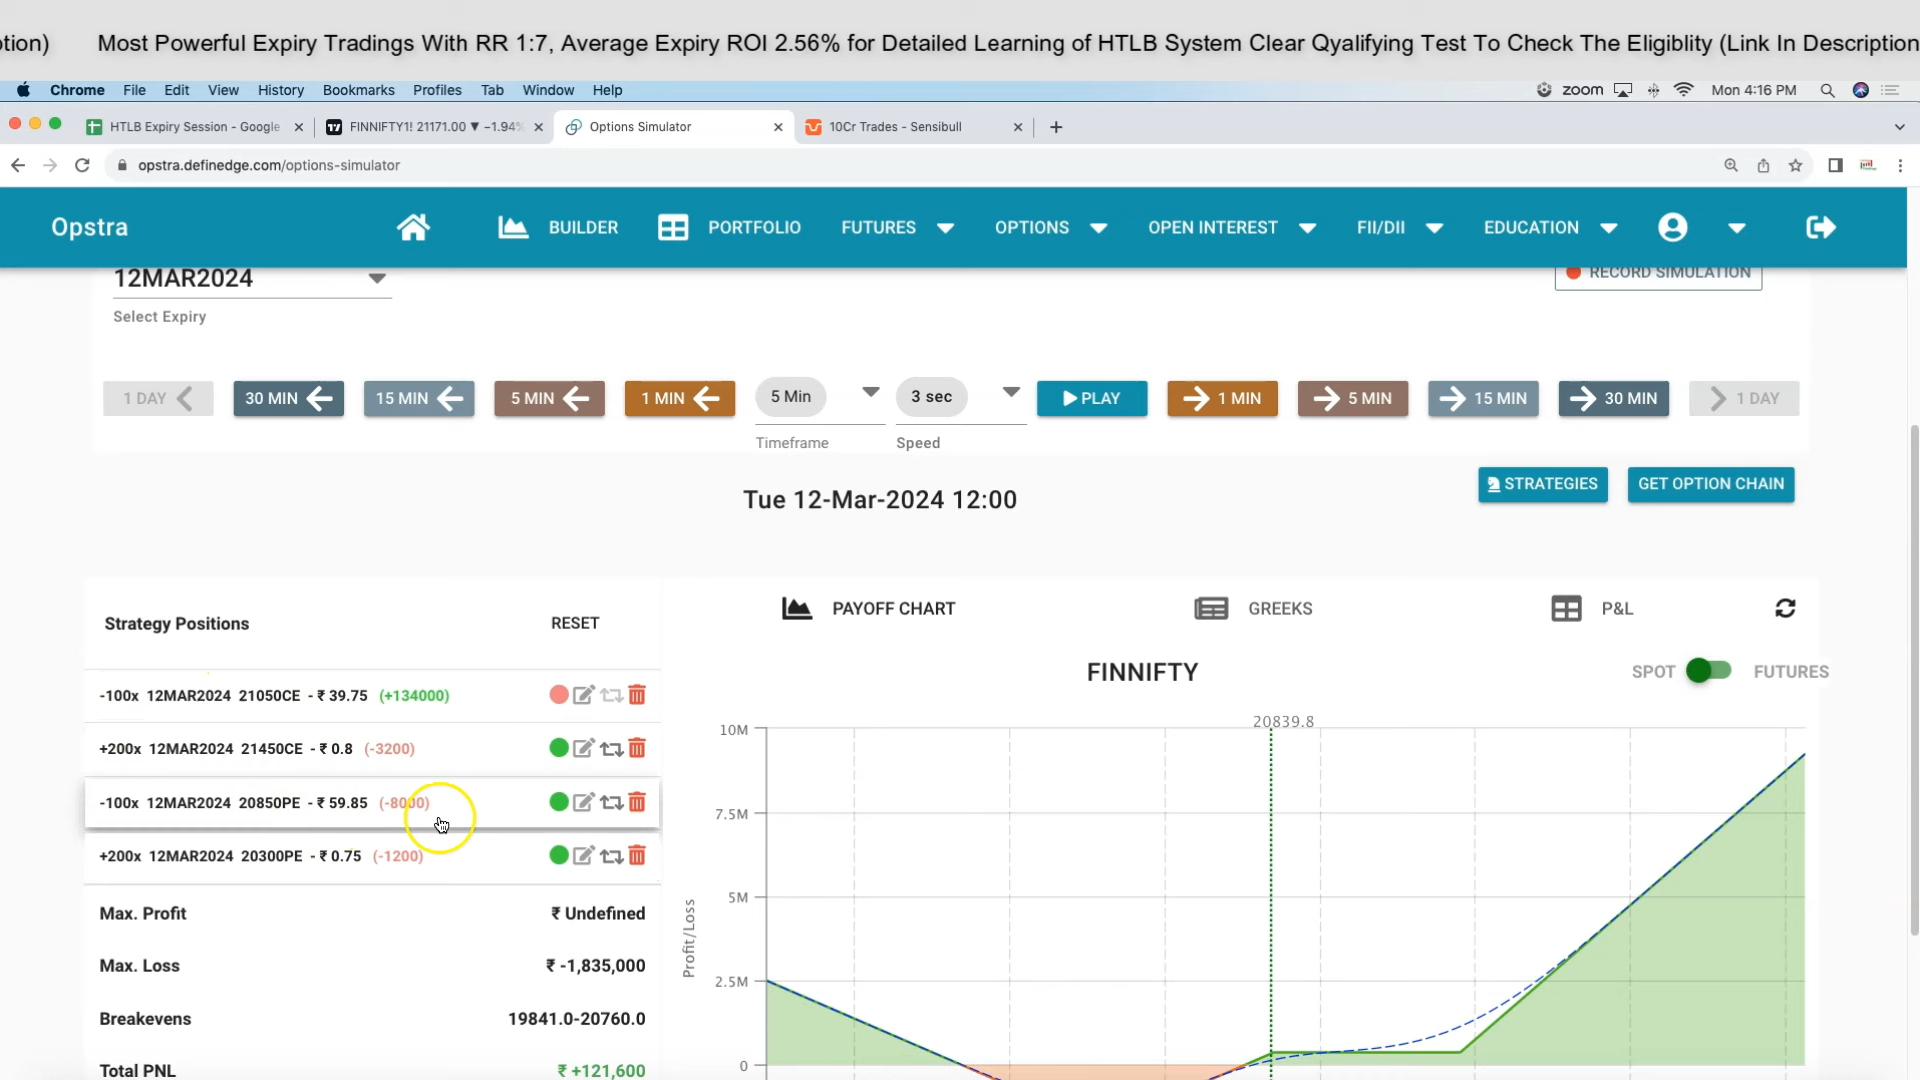 tion) Most Powerful Expiry Tradings With RR 1:7, Average Expiry ROI 2.56% for Detailed Learning of HTLB System Clear Qyalifying Test To Check The Eligiblity (Link In Description
Chrome File Edit View History Bookmarks Profiles Tab Window Help zoom Mon 4:16 PM
HTLB Expiry Session - Google FINNIFTY1! 21171.00 ▼ −1.94% Options Simulator 10Cr Trades - Sensibull
opstra.definedge.com/options-simulator
Opstra BUILDER PORTFOLIO FUTURES OPTIONS OPEN INTEREST FII/DII EDUCATION
12MAR2024 RECORD SIMULATION
Select Expiry
1 DAY 30 MIN 15 MIN 5 MIN 1 MIN 5 Min 3 sec PLAY 1 MIN 5 MIN 15 MIN 30 MIN 1 DAY
Timeframe Speed
STRATEGIES GET OPTION CHAIN
Tue 12-Mar-2024 12:00
Strategy Positions RESET
PAYOFF CHART GREEKS P&L
FINNIFTY SPOT FUTURES
-100x 12MAR2024 21050CE - ₹ 39.75 (+134000)
+200x 12MAR2024 21450CE - ₹ 0.8 (-3200)
-100x 12MAR2024 20850PE - ₹ 59.85 (-8000)
+200x 12MAR2024 20300PE - ₹ 0.75 (-1200)
Max. Profit ₹ Undefined
Max. Loss ₹ -1,835,000
Breakevens 19841.0-20760.0
Total PNL ₹ +121,600
20839.8
10M
7.5M
5M
2.5M
0
Profit/Loss